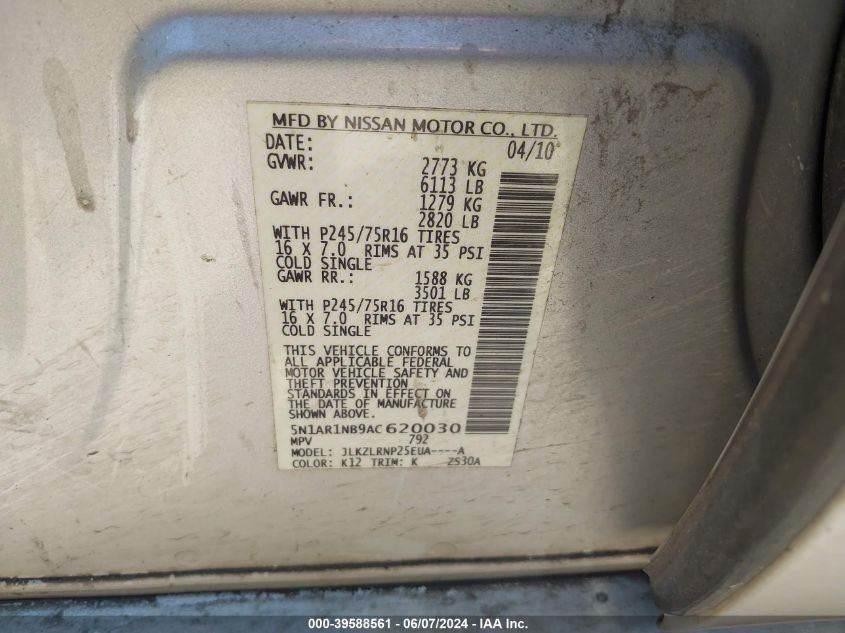 MFD BY NISSAN MOTOR CO., LTD.
DATE: 04/10
GVWR: 2773 KG
6113 LB
GAWR FR.: 1279 KG
2820 LB
WITH P245/75R16 TIRES
16 X 7.0 RIMS AT 35 PSI
COLD SINGLE
GAWR RR.: 1588 KG
3501 LB
WITH P245/75R16 TIRES
16 X 7.0 RIMS AT 35 PSI
COLD SINGLE
THIS VEHICLE CONFORMS TO
ALL APPLICABLE FEDERAL
MOTOR VEHICLE SAFETY AND
THEFT PREVENTION
STANDARDS IN EFFECT ON
THE DATE OF MANUFACTURE
SHOWN ABOVE.
5N1AR1NB9AC620030
MPV 792
MODEL: JLKZLRNP25EUA----A
COLOR: K12 TRIM: K ZS30A
000-39588561 - 06/07/2024 - iaai.com